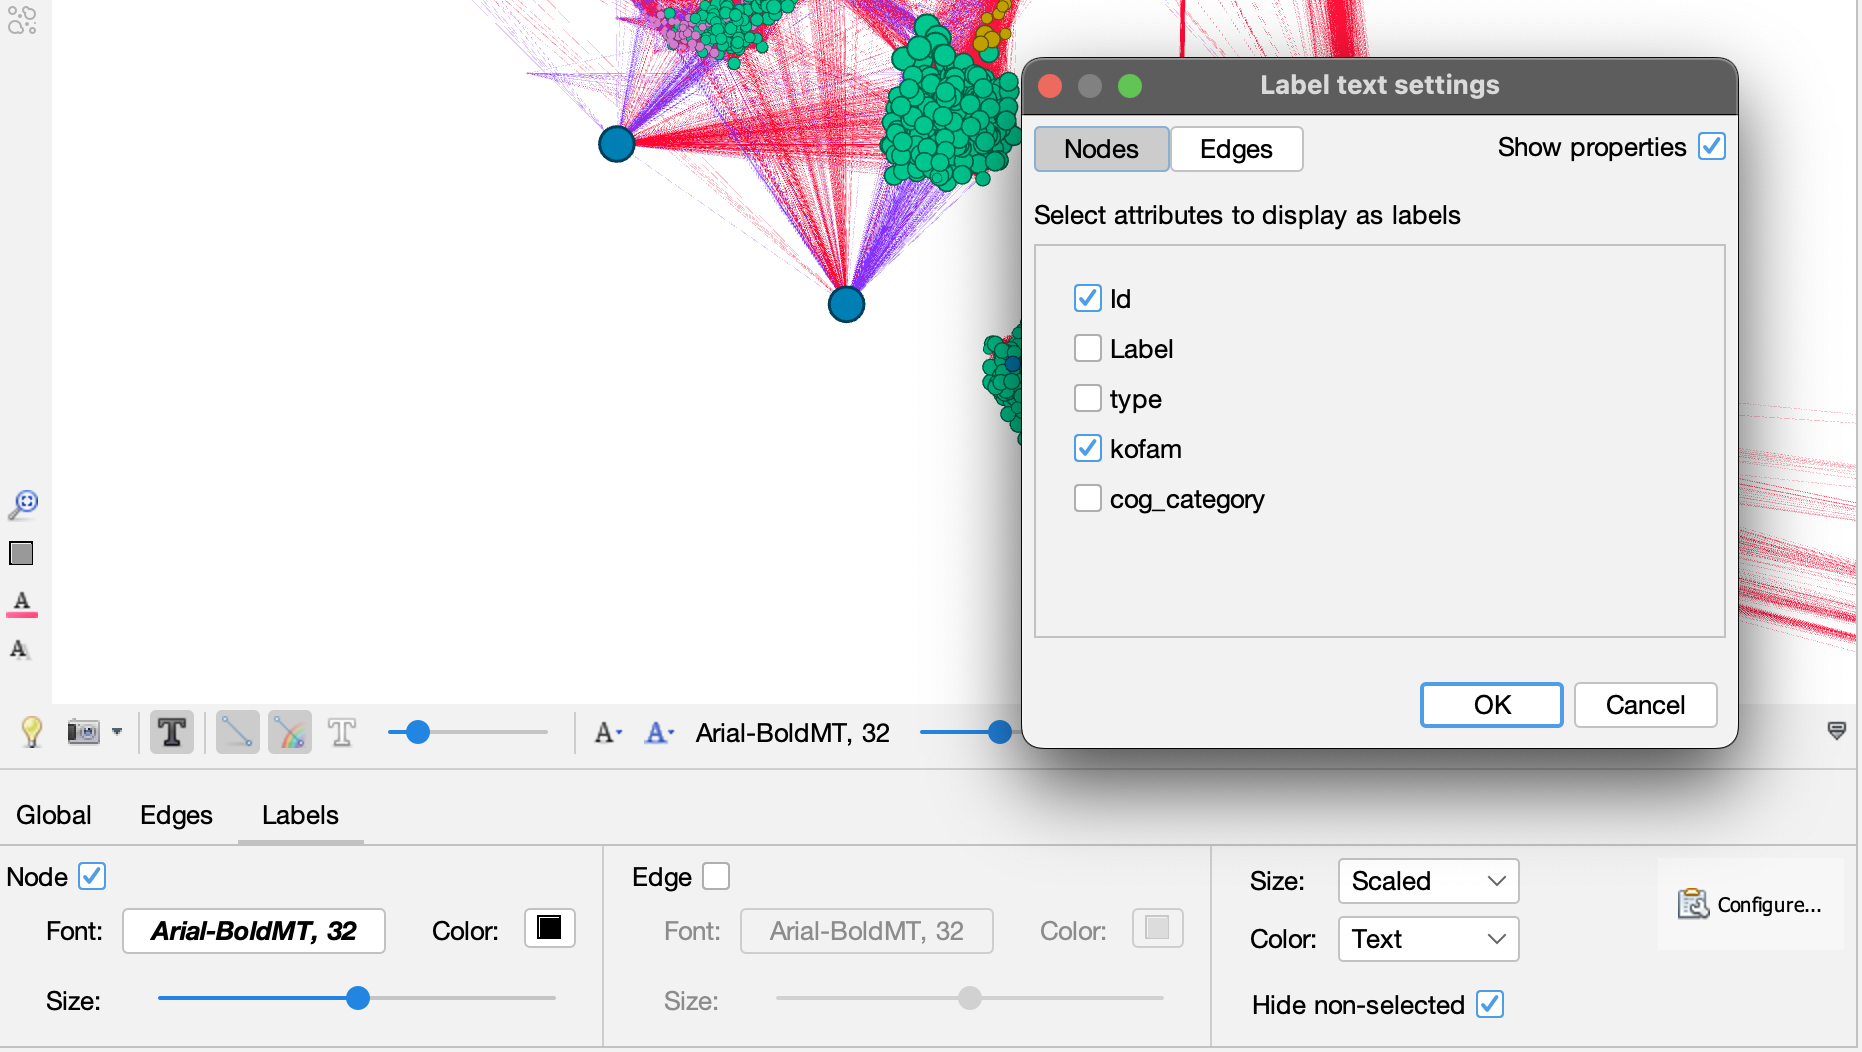 Label text settings
Nodes Edges Show properties
Select attributes to display as labels
Id
Label
type
kofam
cog_category
OK Cancel
Arial-BoldMT, 32
Global Edges Labels
Node Edge Size: Scaled
Configure...
Font: Arial-BoldMT, 32 Color: Font: Arial-BoldMT, 32 Color: Color: Text
Size: Size: Hide non-selected